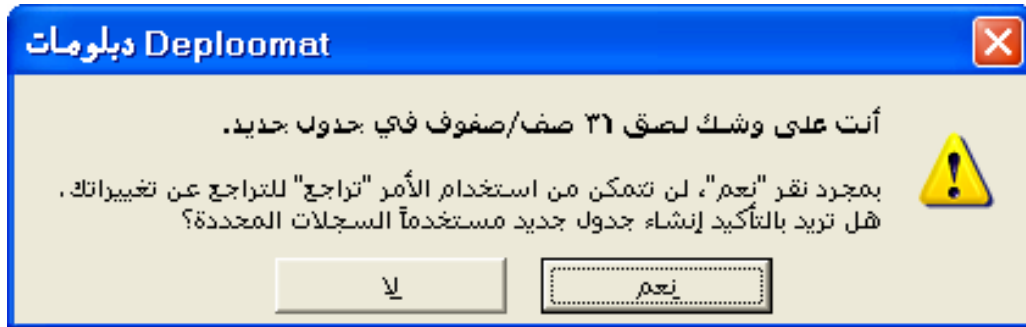 Deploomat دبلومات
أنت على وشك لصق ٣٦ صف/صفوف في جدول جديد.
بمجرد نقر "نعم"، لن تتمكن من استخدام الأمر "تراجع" للتراجع عن تغييراتك.
هل تريد بالتأكيد إنشاء جدول جديد مستخدماً السجلات المحددة؟
نعم
لا